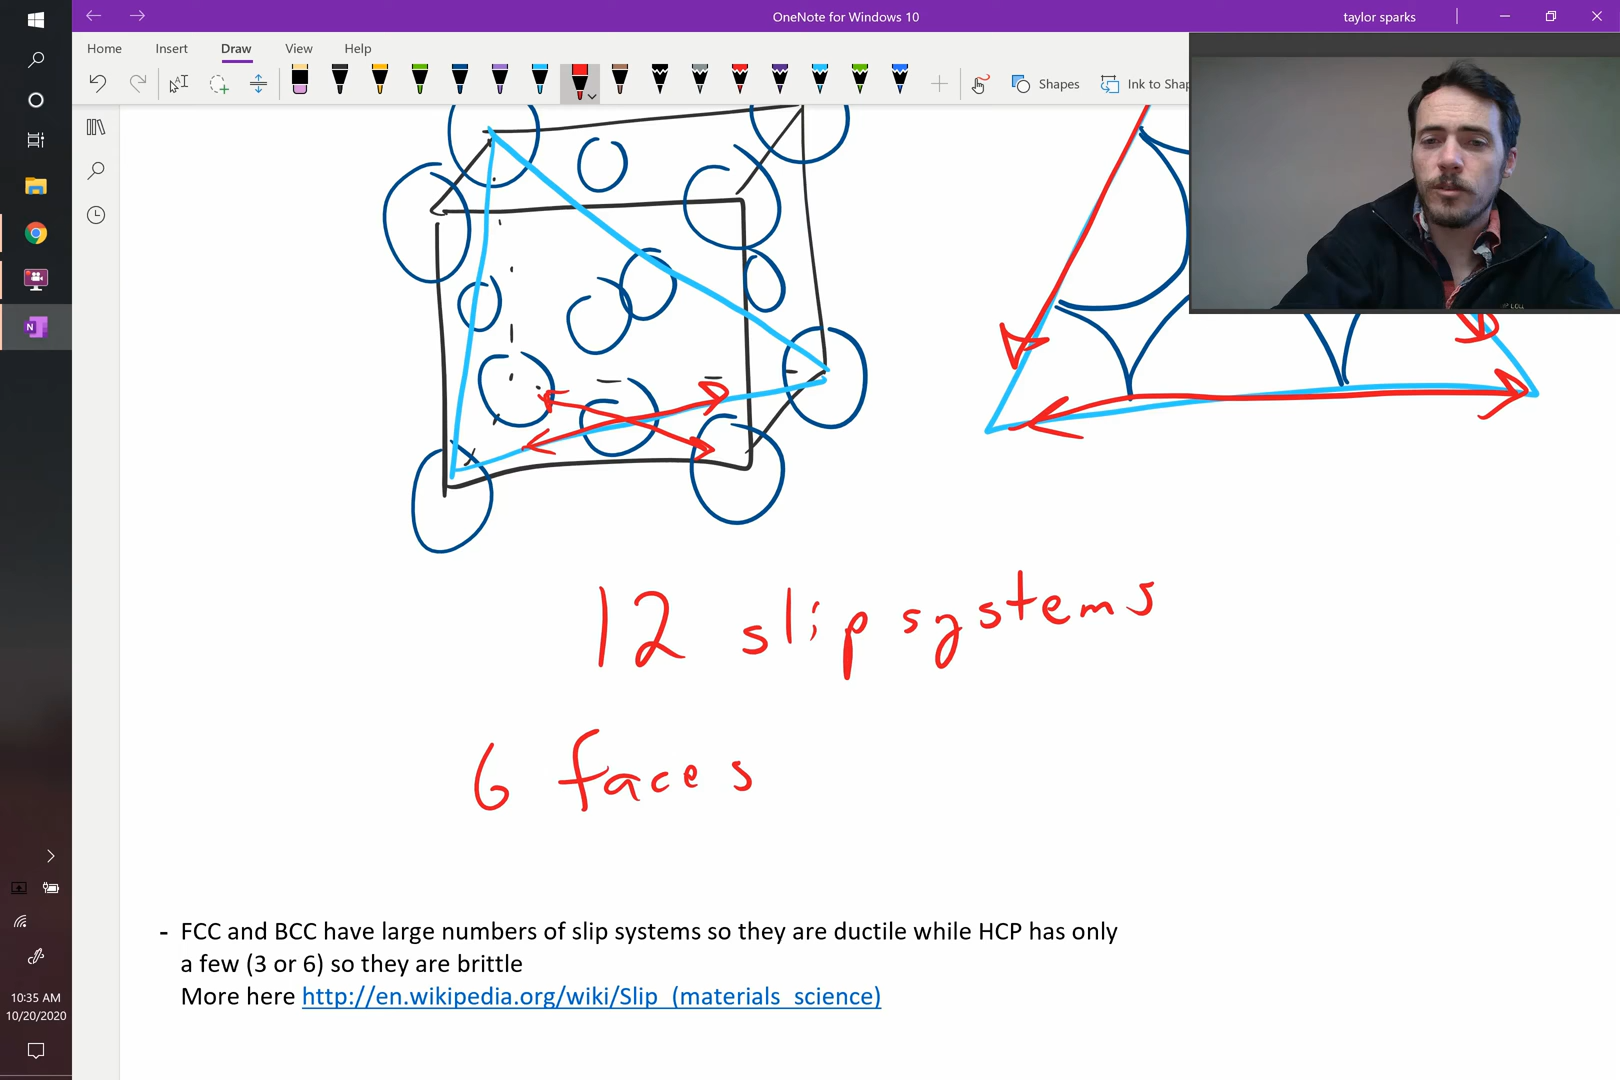 OneNote for Windows 10
taylor sparks
Home Insert Draw View Help
Shapes
Ink to Shap
12 slip systems
6 faces
- FCC and BCC have large numbers of slip systems so they are ductile while HCP has only
a few (3 or 6) so they are brittle
More here http://en.wikipedia.org/wiki/Slip_(materials_science)
10:35 AM
10/20/2020